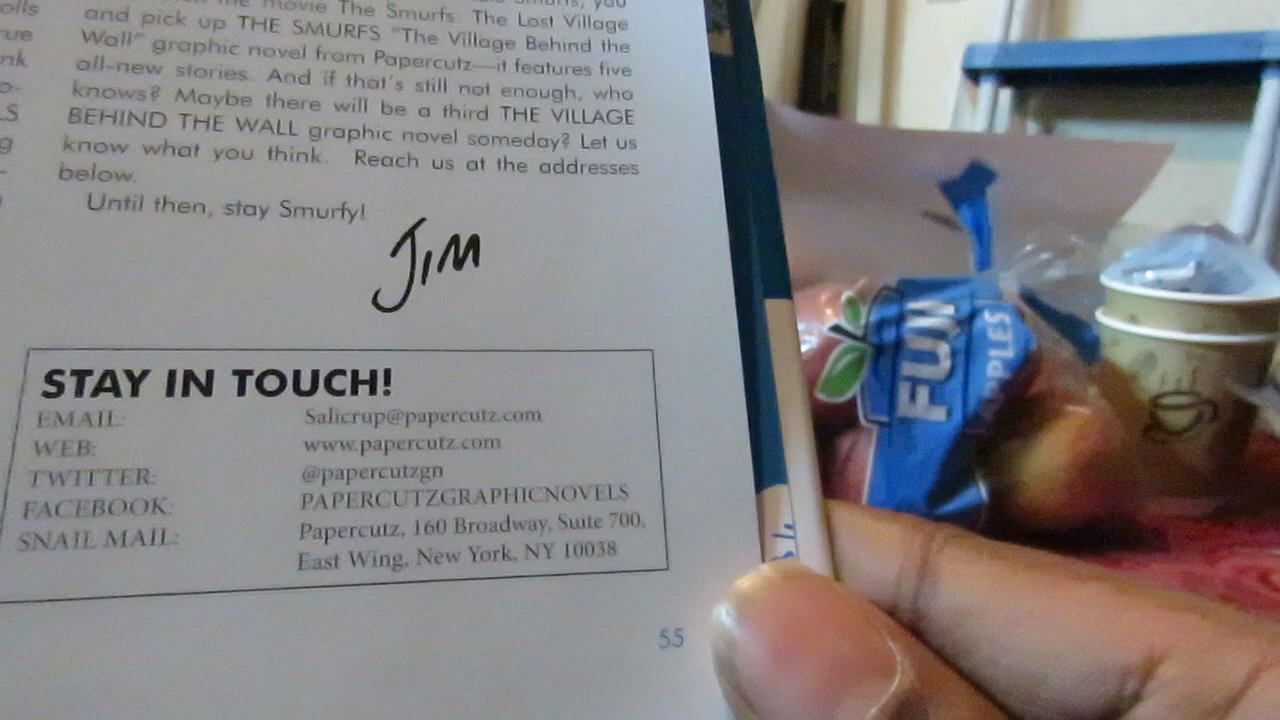 the movie The Smurfs: The Lost Village
and pick up THE SMURFS "The Village Behind the
Wall" graphic novel from Papercutz—it features five
all-new stories. And if that's still not enough, who
knows? Maybe there will be a third THE VILLAGE
BEHIND THE WALL graphic novel someday? Let us
know what you think. Reach us at the addresses
below.
Until then, stay Smurfy!
JIM
STAY IN TOUCH!
EMAIL: Salicrup@papercutz.com
WEB: www.papercutz.com
TWITTER: @papercutzgn
FACEBOOK: PAPERCUTZGRAPHICNOVELS
SNAIL MAIL: Papercutz, 160 Broadway, Suite 700,
East Wing, New York, NY 10038
55
FUJI
APPLES